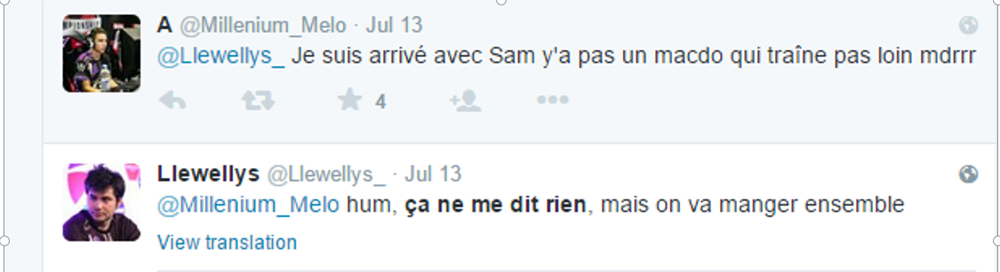 A @Millenium_Melo · Jul 13
@Llewellys_ Je suis arrivé avec Sam y'a pas un macdo qui traîne pas loin mdrrr
4
Llewellys @Llewellys_ · Jul 13
@Millenium_Melo hum, ça ne me dit rien, mais on va manger ensemble
View translation